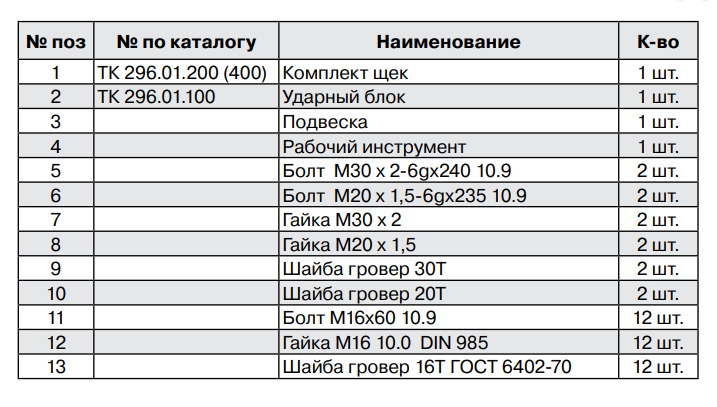 № поз № по каталогу Наименование К-во
1 ТК 296.01.200 (400) Комплект щек 1 шт.
2 ТК 296.01.100 Ударный блок 1 шт.
3 Подвеска 1 шт.
4 Рабочий инструмент 1 шт.
5 Болт М30 х 2-6gх240 10.9 2 шт.
6 Болт М20 х 1,5-6gх235 10.9 2 шт.
7 Гайка М30 х 2 2 шт.
8 Гайка М20 х 1,5 2 шт.
9 Шайба гровер 30Т 2 шт.
10 Шайба гровер 20Т 2 шт.
11 Болт М16х60 10.9 12 шт.
12 Гайка М16 10.0 DIN 985 12 шт.
13 Шайба гровер 16Т ГОСТ 6402-70 12 шт.